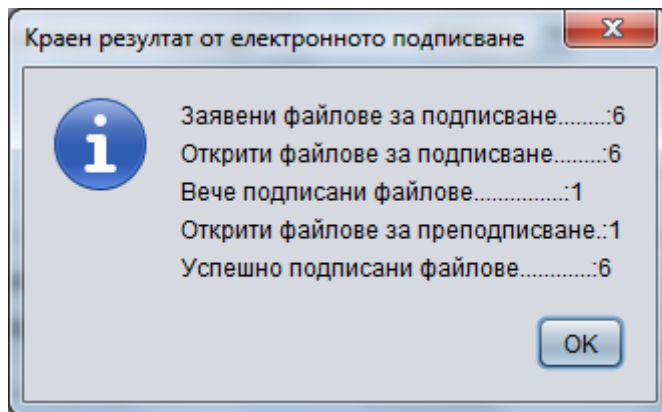 Краен резултат от електронното подписване
Заявени файлове за подписване........:6
Открити файлове за подписване........:6
Вече подписани файлове...............:1
Открити файлове за преподписване.:1
Успешно подписани файлове............:6
OK